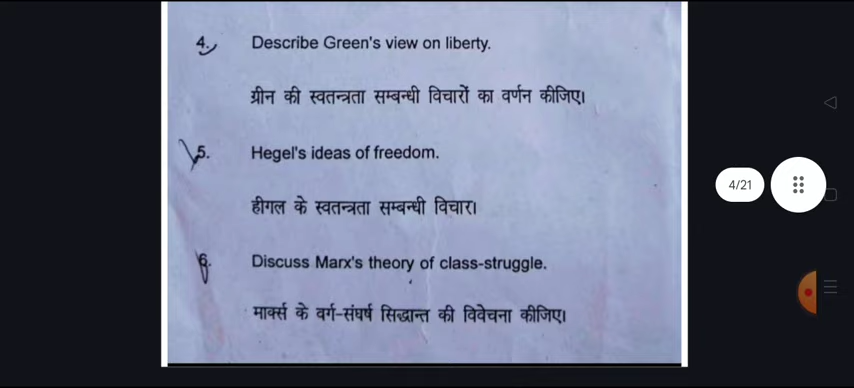 4. Describe Green's view on liberty.
ग्रीन की स्वतन्त्रता सम्बन्धी विचारों का वर्णन कीजिए।
5. Hegel's ideas of freedom.
हीगल के स्वतन्त्रता सम्बन्धी विचार।
4/21
6. Discuss Marx's theory of class-struggle.
मार्क्स के वर्ग-संघर्ष सिद्धान्त की विवेचना कीजिए।